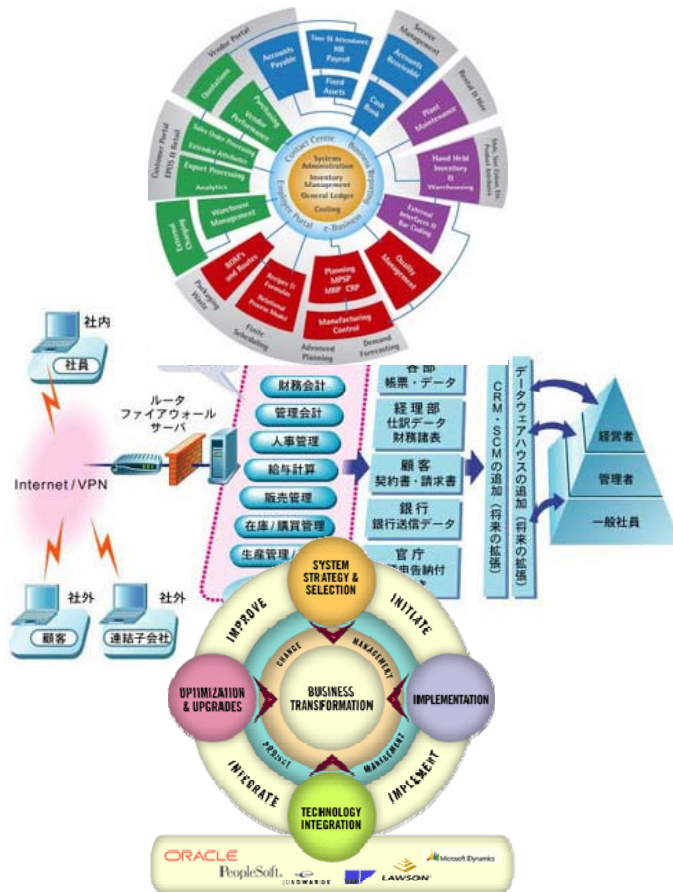 Vendor Portal
Service
Management
Rental & Hire
Customer Portal
EPOS & Retail
Quotations
Purchasing
Vendor
Performance
Accounts
Payable
Time & Attendance
HR
Payroll
Fixed
Assets
Accounts
Receivable
Cash
Book
Plant
Maintenance
Hand Held
Inventory
&
Warehousing
External
Interfaces &
Bar Coding
Sales Order Processing
Extended Attributes
Export Processing
Analytics
Warehouse
Management
External
Charging
Contact Centre
Business Reporting
Employee Portal
e-Business
Systems
Administration
Inventory
Management
General Ledger
Costing
BOM's
and Routes
Recipes &
Formulas
Relational
Process Model
Planning
MPSP
MRP CRP
Manufacturing
Control
Quality
Management
Packaging
Waste
Finite
Scheduling
Advanced
Planning
Demand
Forecasting
社内
社員
ルータ
ファイアウォール
サーバ
Internet/VPN
社外
顧客
社外
連結子会社
財務会計
管理会計
人事管理
給与計算
販売管理
在庫/購買管理
生産管理/
各部
帳票・データ
経理部
仕訳データ
財務諸表
顧客
契約書・請求書
銀行
銀行送信データ
官庁
申告納付
CRM・SCMの追加(将来の拡張)
データウェアハウスの追加(将来の拡張)
経営者
管理者
一般社員
SYSTEM
STRATEGY &
SELECTION
IMPROVE
INITIATE
CHANGE
MANAGEMENT
OPTIMIZATION
& UPGRADES
BUSINESS
TRANSFORMATION
IMPLEMENTATION
PROJECT
MANAGEMENT
INTEGRATE
IMPLEMENT
TECHNOLOGY
INTEGRATION
ORACLE
PeopleSoft.
JDEDWARDS
LAWSON
Microsoft Dynamics